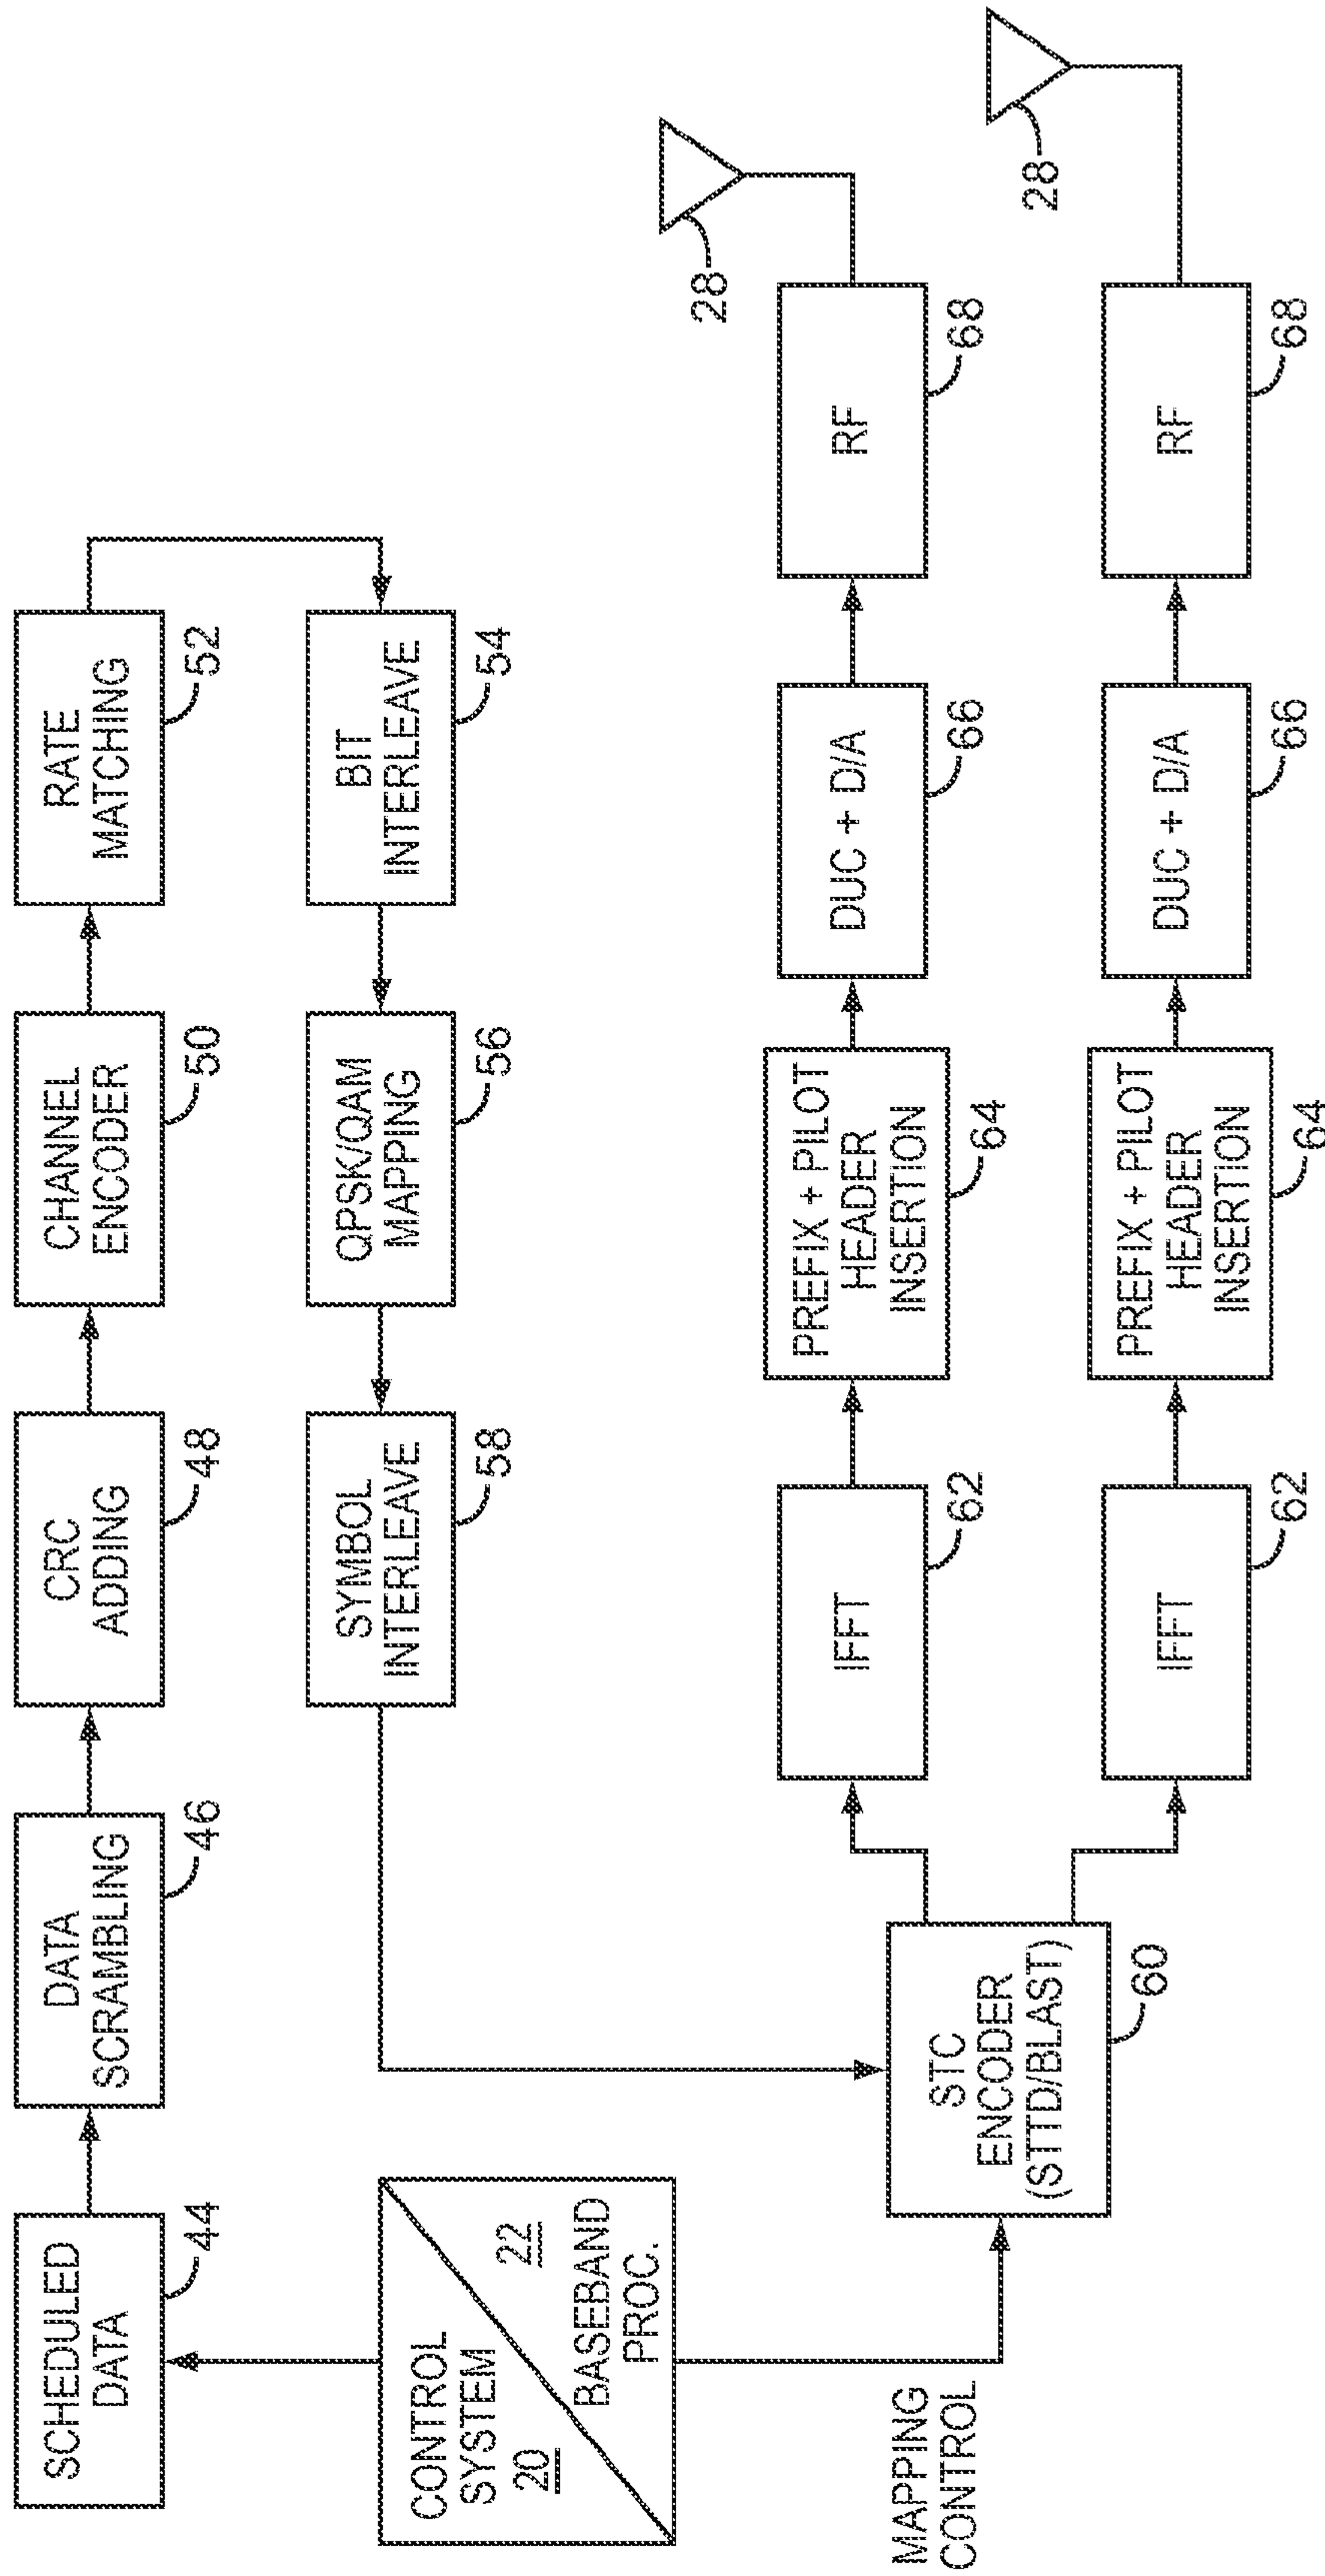 SCHEDULED
DATA
44
DATA
SCRAMBLING
46
CRC
ADDING
48
CHANNEL
ENCODER
50
RATE
MATCHING
52
CONTROL
SYSTEM
20
22
BASEBAND
PROC.
SYMBOL
INTERLEAVE
58
QPSK/QAM
MAPPING
56
BIT
INTERLEAVE
54
MAPPING
CONTROL
STC
ENCODER
(STTD/BLAST)
60
IFFT
62
PREFIX + PILOT
HEADER
INSERTION
64
DUC + D/A
66
RF
68
28
IFFT
62
PREFIX + PILOT
HEADER
INSERTION
64
DUC + D/A
66
RF
68
28